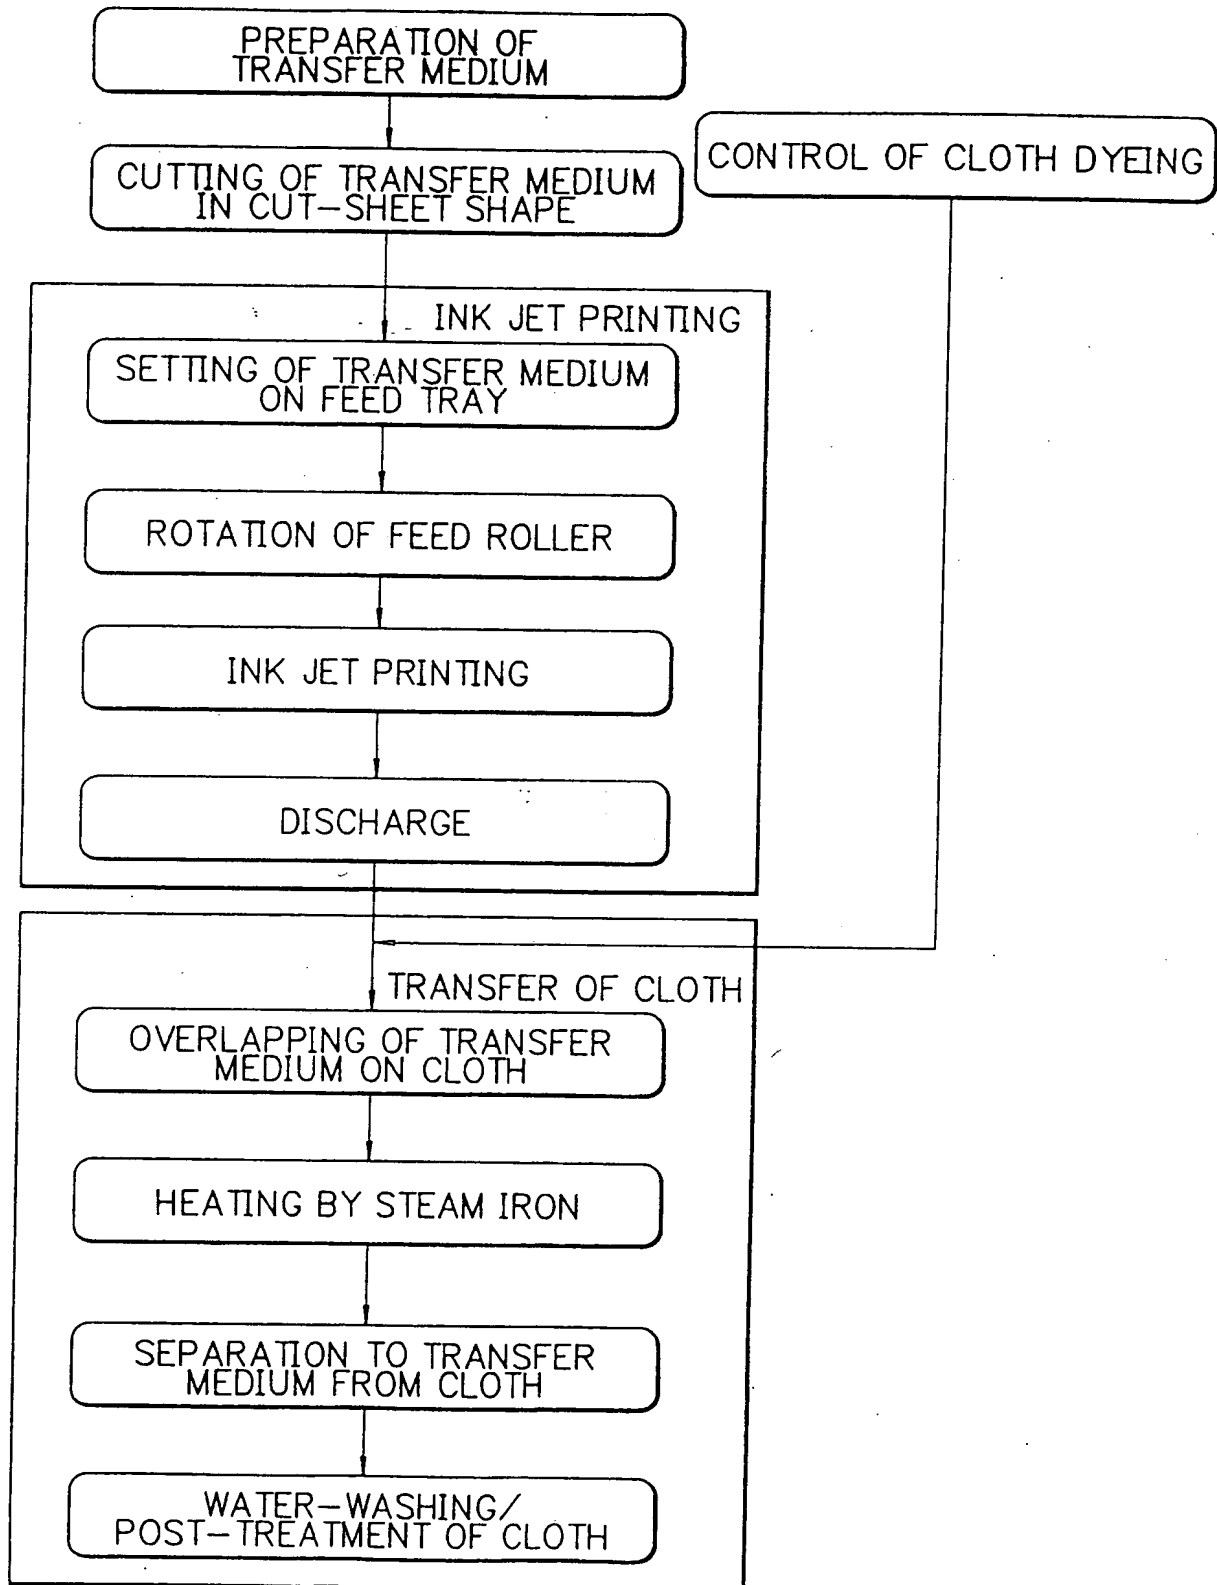 PREPARATION OF
TRANSFER MEDIUM
CUTTING OF TRANSFER MEDIUM
IN CUT-SHEET SHAPE
CONTROL OF CLOTH DYEING
INK JET PRINTING
SETTING OF TRANSFER MEDIUM
ON FEED TRAY
ROTATION OF FEED ROLLER
INK JET PRINTING
DISCHARGE
TRANSFER OF CLOTH
OVERLAPPING OF TRANSFER
MEDIUM ON CLOTH
HEATING BY STEAM IRON
SEPARATION TO TRANSFER
MEDIUM FROM CLOTH
WATER-WASHING/
POST-TREATMENT OF CLOTH